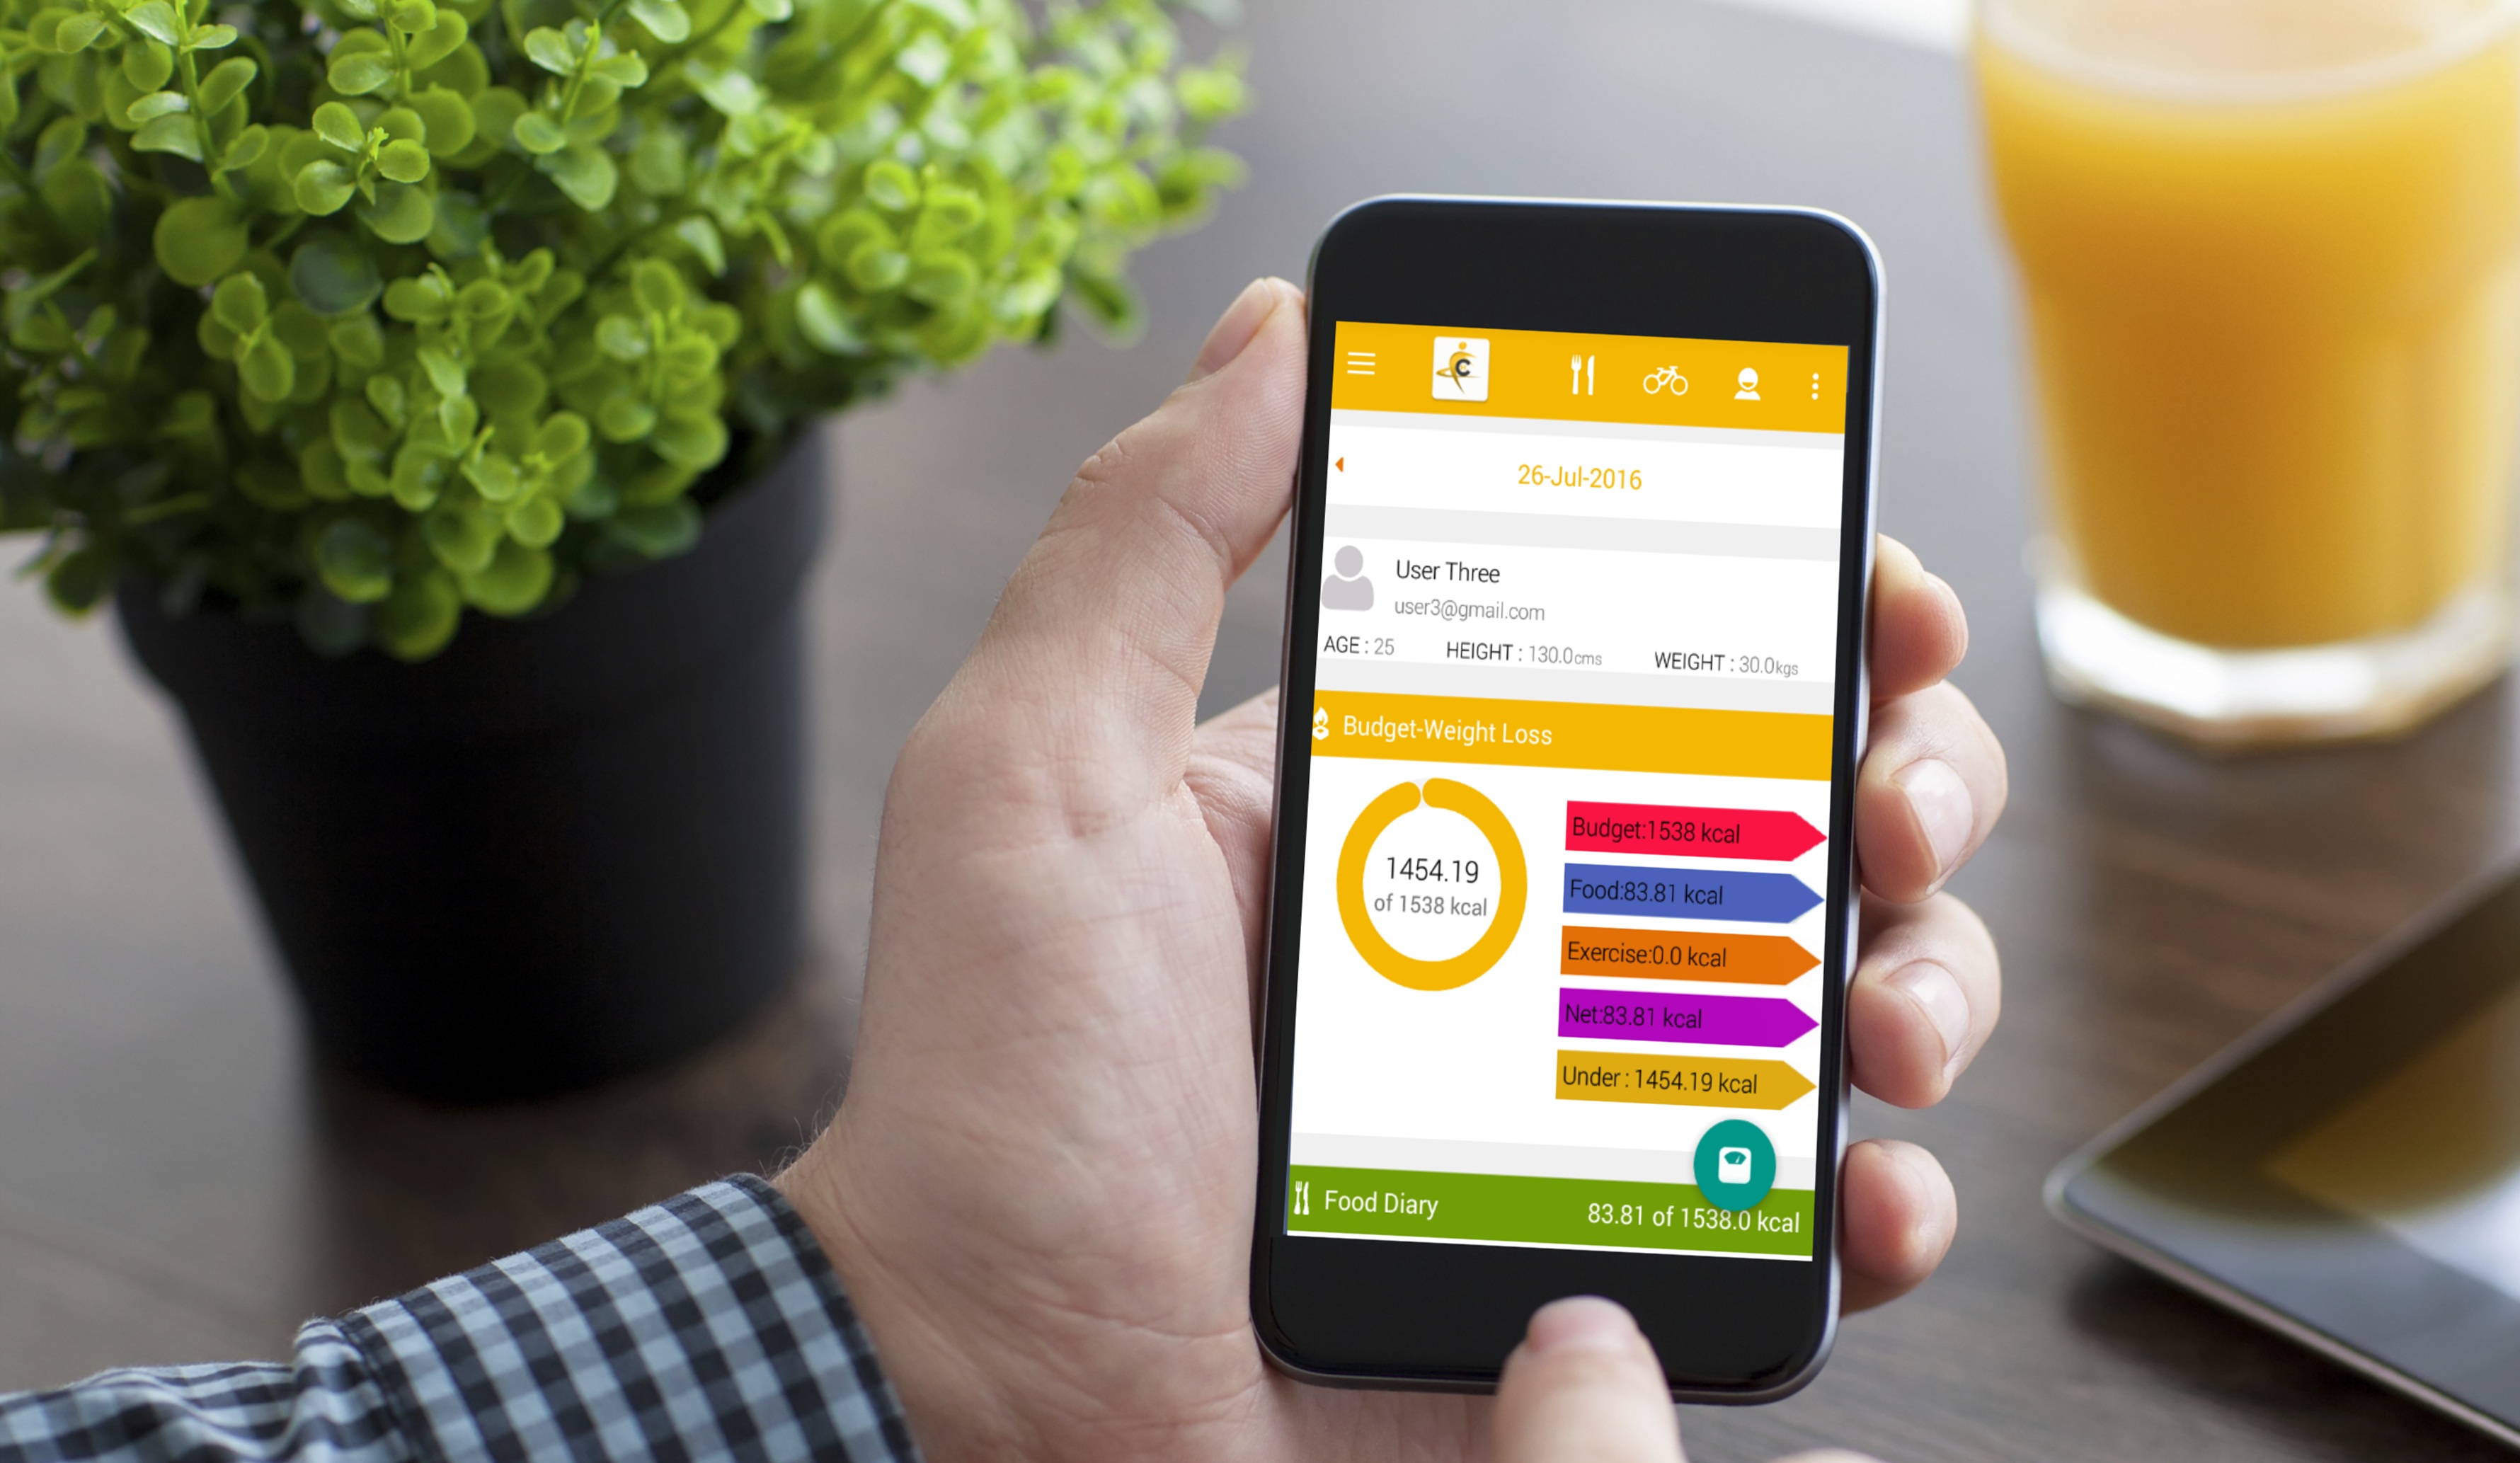 C
26-Jul-2016
User Three
user3@gmail.com
AGE : 25 HEIGHT : 130.0cms WEIGHT : 30.0kgs
Budget-Weight Loss
1454.19
of 1538 kcal
Budget:1538 kcal
Food:83.81 kcal
Exercise:0.0 kcal
Net:83.81 kcal
Under : 1454.19 kcal
Food Diary 83.81 of 1538.0 kcal